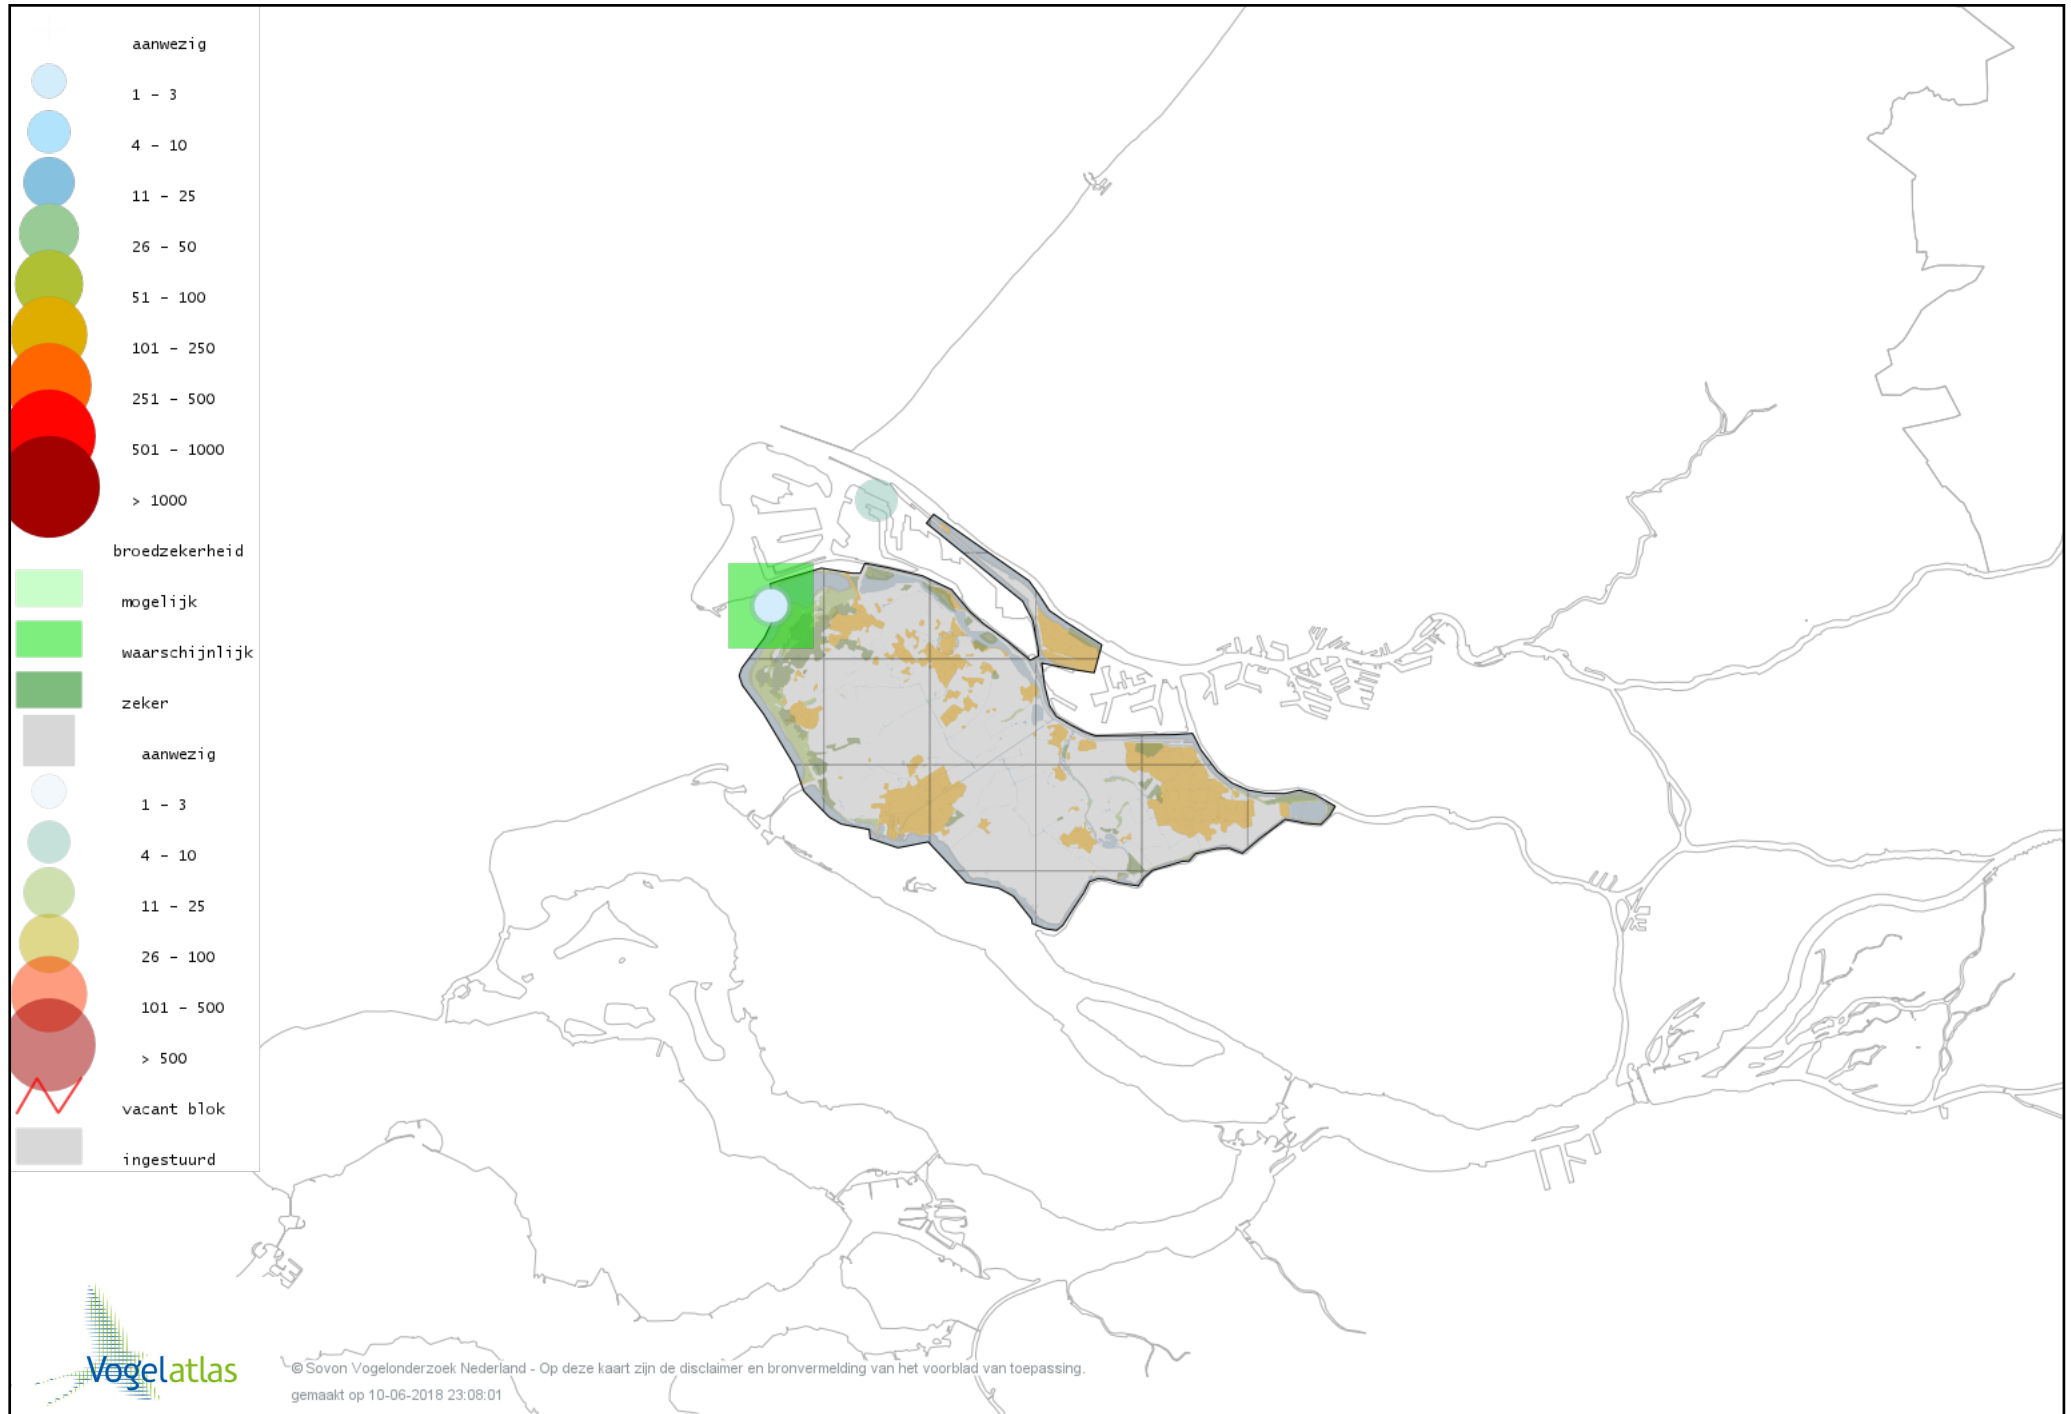 aanwezig
1 - 3
4 - 10
11 - 25
26 - 50
51 - 100
101 - 250
251 - 500
501 - 1000
> 1000
broedzekerheid
mogelijk
waarschijnlijk
zeker
aanwezig
1 - 3
4 - 10
11 - 25
26 - 100
101 - 500
> 500
vacant blok
ingestuurd
Vogelatlas
© Sovon Vogelonderzoek Nederland - Op deze kaart zijn de disclaimer en bronvermelding van het voorblad van toepassing.
gemaakt op 10-06-2018 23:08:01